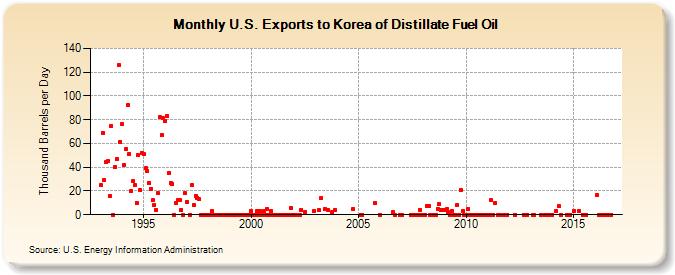 Monthly U.S. Exports to Korea of Distillate Fuel Oil
Thousand Barrels per Day
140
120
100
80
60
40
20
0
1995 2000 2005 2010 2015
Source: U.S. Energy Information Administration